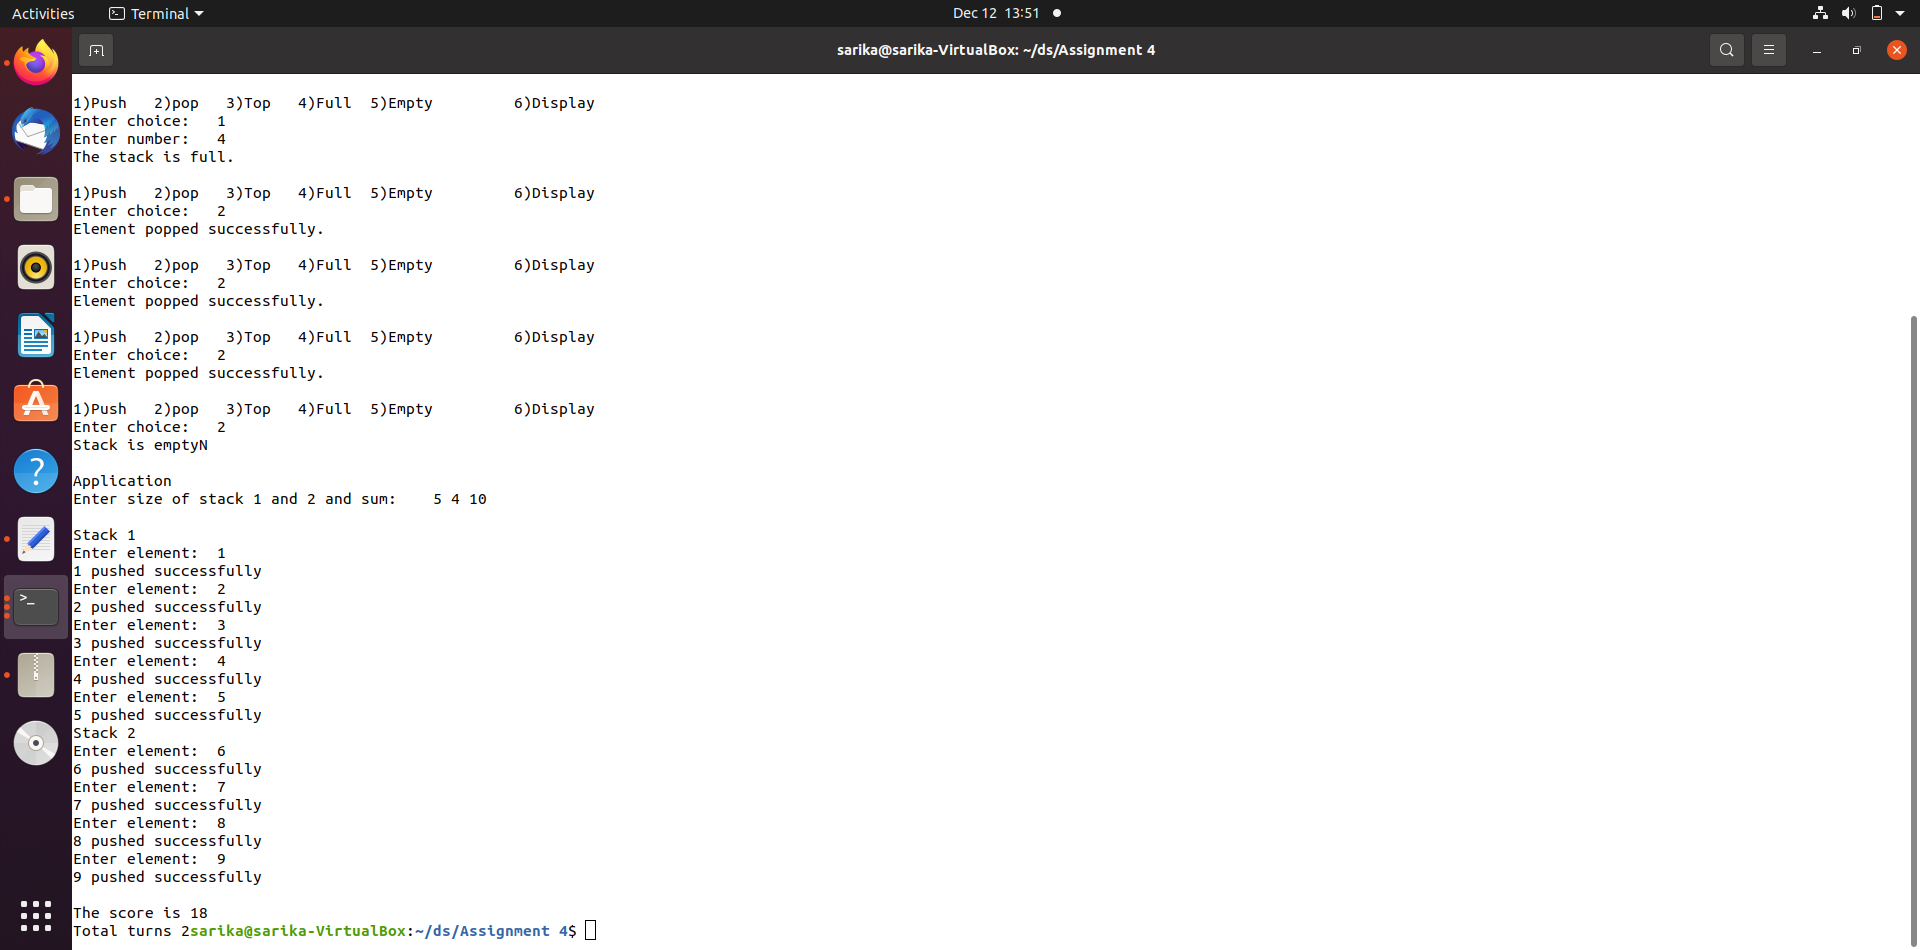 Activities Terminal Dec 12 13:51
sarika@sarika-VirtualBox: ~/ds/Assignment 4
1)Push 2)pop 3)Top 4)Full 5)Empty 6)Display
Enter choice: 1
Enter number: 4
The stack is full.
1)Push 2)pop 3)Top 4)Full 5)Empty 6)Display
Enter choice: 2
Element popped successfully.
1)Push 2)pop 3)Top 4)Full 5)Empty 6)Display
Enter choice: 2
Element popped successfully.
1)Push 2)pop 3)Top 4)Full 5)Empty 6)Display
Enter choice: 2
Element popped successfully.
1)Push 2)pop 3)Top 4)Full 5)Empty 6)Display
Enter choice: 2
Stack is emptyN
Application
Enter size of stack 1 and 2 and sum: 5 4 10
Stack 1
Enter element: 1
1 pushed successfully
Enter element: 2
2 pushed successfully
Enter element: 3
3 pushed successfully
Enter element: 4
4 pushed successfully
Enter element: 5
5 pushed successfully
Stack 2
Enter element: 6
6 pushed successfully
Enter element: 7
7 pushed successfully
Enter element: 8
8 pushed successfully
Enter element: 9
9 pushed successfully
The score is 18
Total turns 2sarika@sarika-VirtualBox:~/ds/Assignment 4$